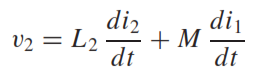 v₂ = L₂ di₂/dt + M di₁/dt